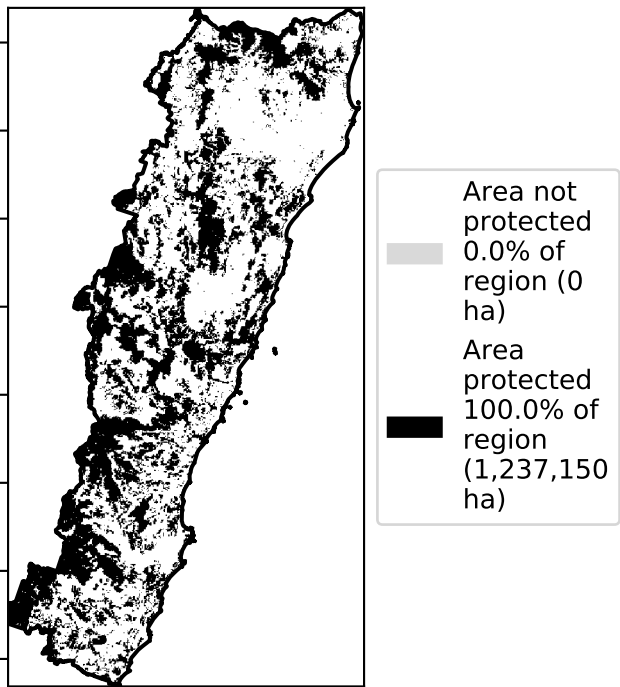 Area not
protected
0.0% of
region (0
ha)
Area
protected
100.0% of
region
(1,237,150
ha)